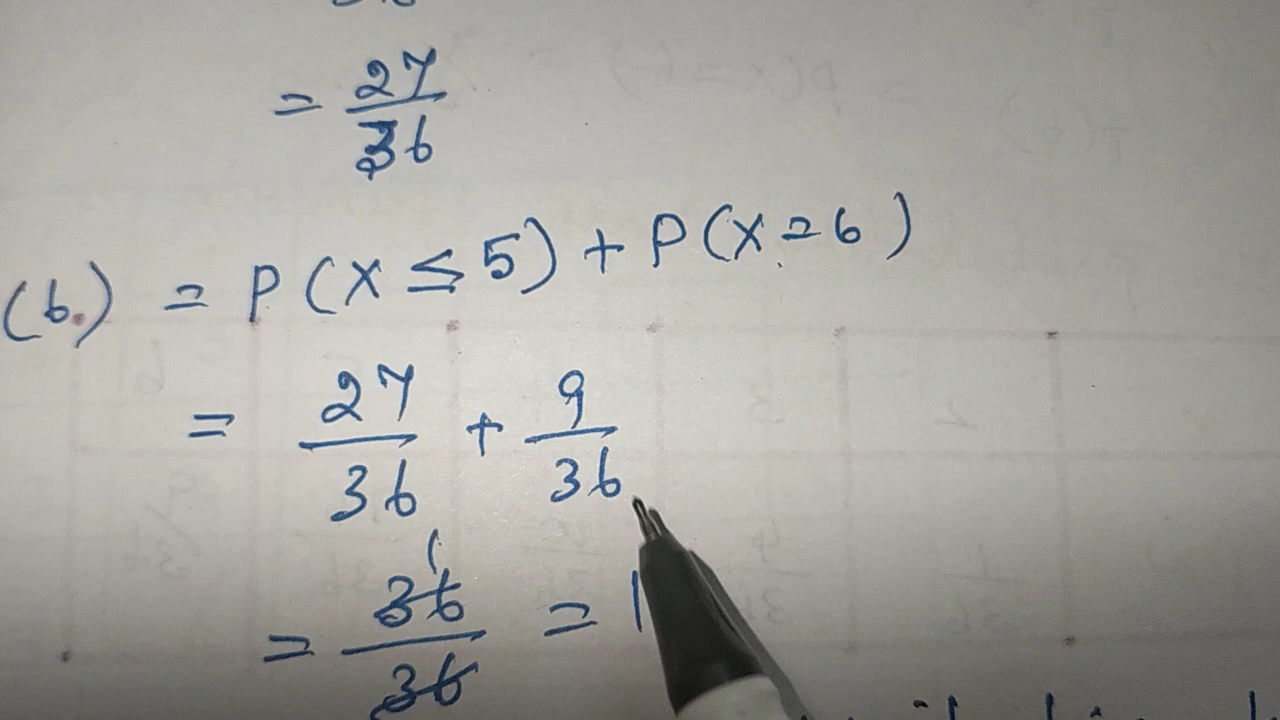 = 27/36
(b.) = P(X ≤ 5) + P(X = 6)
= 27/36 + 9/36
= 36/36 = 1